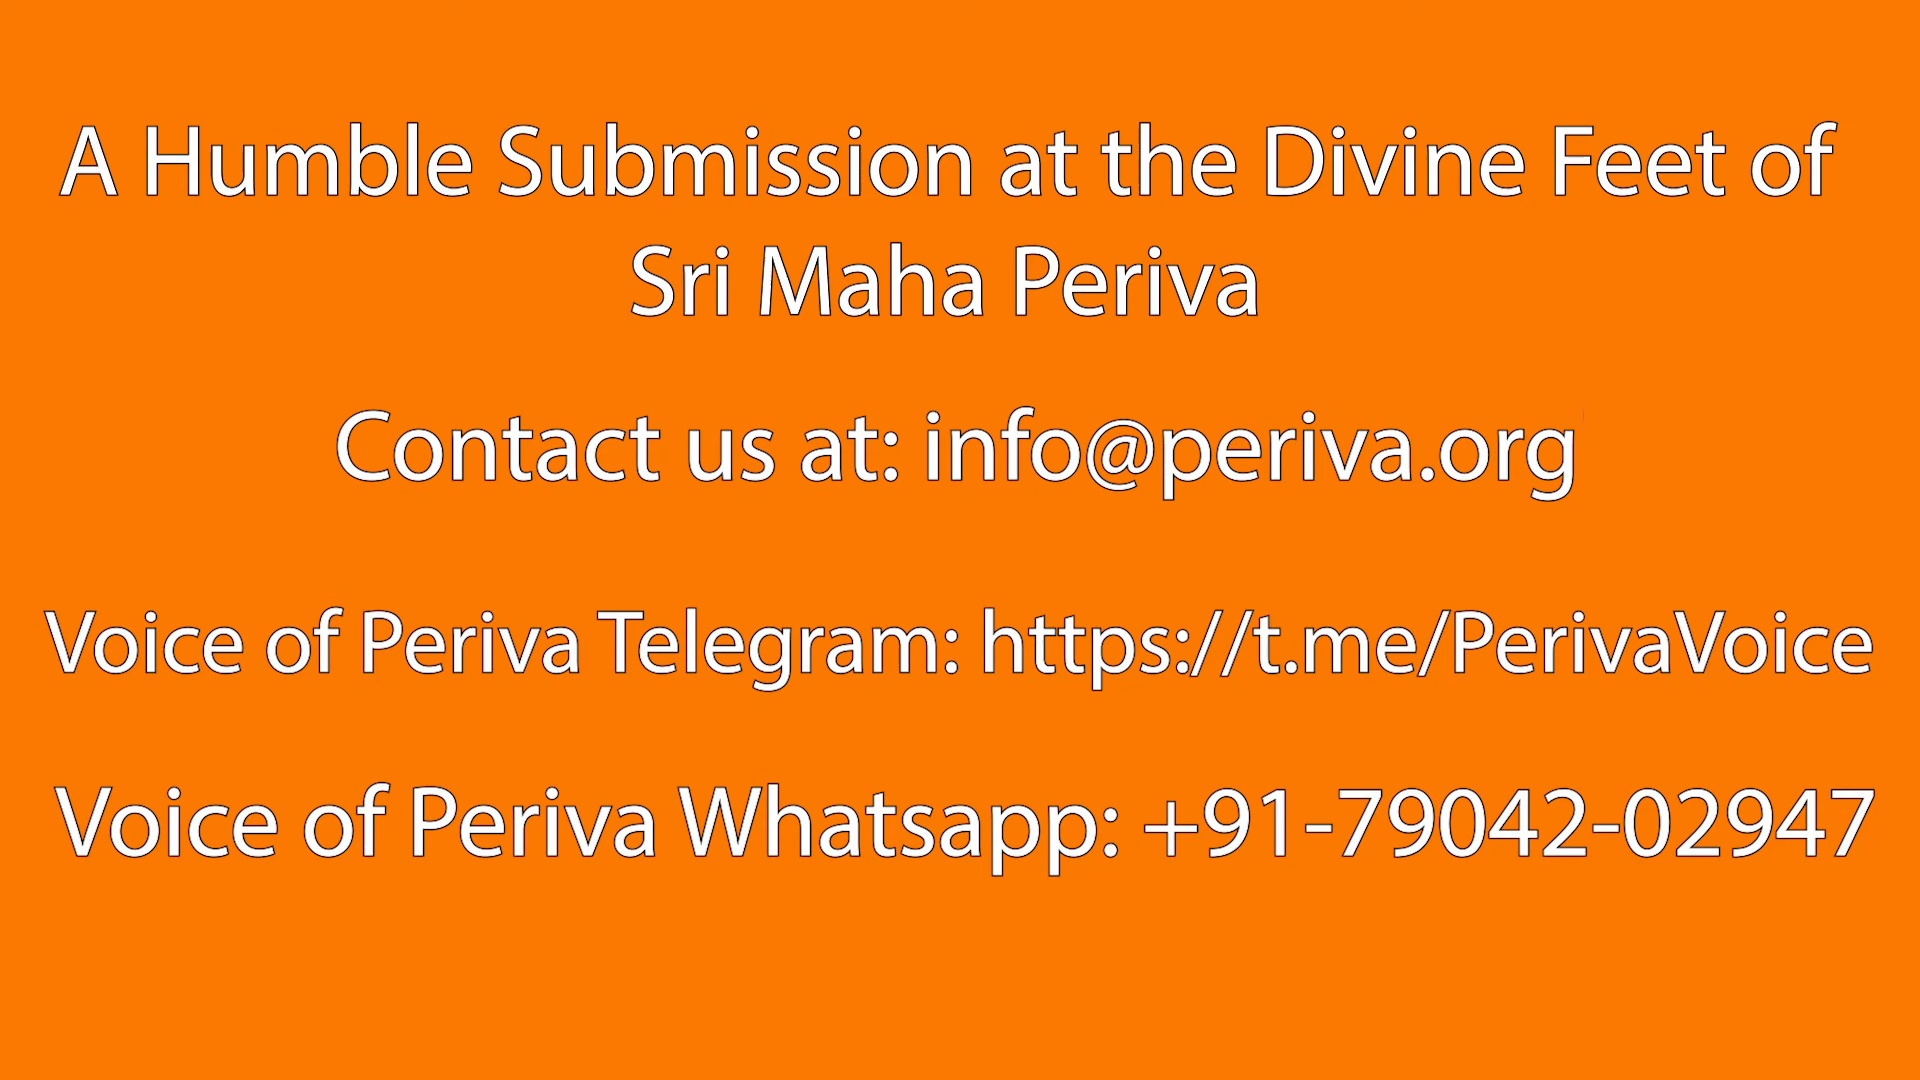 A Humble Submission at the Divine Feet of
Sri Maha Periva
Contact us at: info@periva.org
Voice of Periva Telegram: https://t.me/PerivaVoice
Voice of Periva Whatsapp: +91-79042-02947